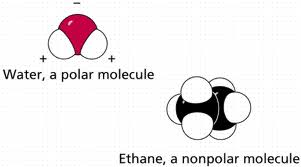 −
+ +
Water, a polar molecule
Ethane, a nonpolar molecule